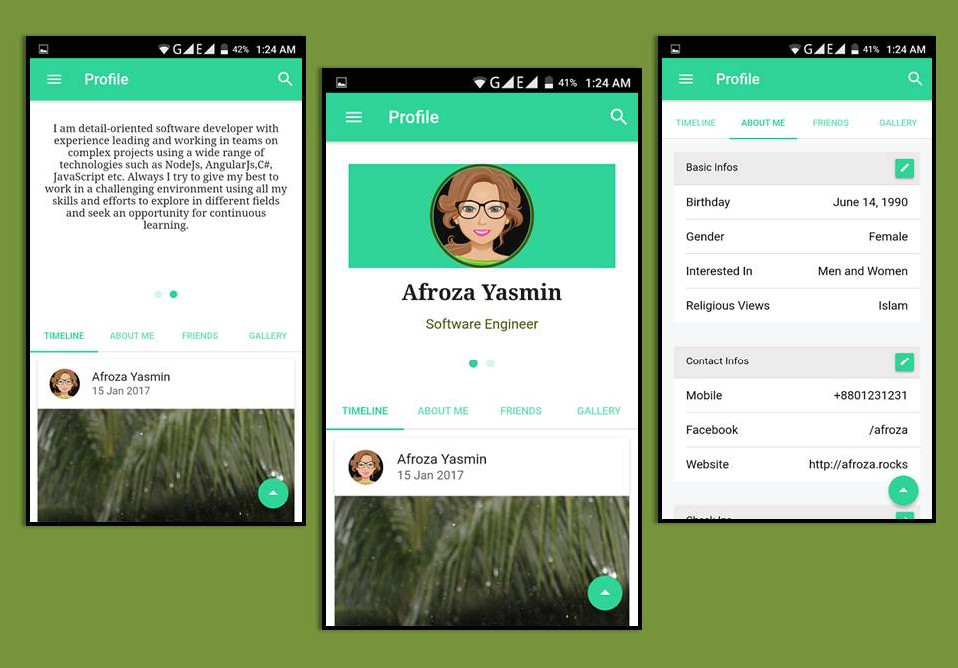 G E 42% 1:24 AM
Profile
I am detail-oriented software developer with
experience leading and working in teams on
complex projects using a wide range of
technologies such as NodeJs, AngularJs,C#,
JavaScript etc. Always I try to give my best to
work in a challenging environment using all my
skills and efforts to explore in different fields
and seek an opportunity for continuous
learning.
TIMELINE ABOUT ME FRIENDS GALLERY
Afroza Yasmin
15 Jan 2017
G E 41% 1:24 AM
Profile
Afroza Yasmin
Software Engineer
TIMELINE ABOUT ME FRIENDS GALLERY
Afroza Yasmin
15 Jan 2017
G E 41% 1:24 AM
Profile
TIMELINE ABOUT ME FRIENDS GALLERY
Basic Infos
Birthday June 14, 1990
Gender Female
Interested In Men and Women
Religious Views Islam
Contact Infos
Mobile +8801231231
Facebook /afroza
Website http://afroza.rocks